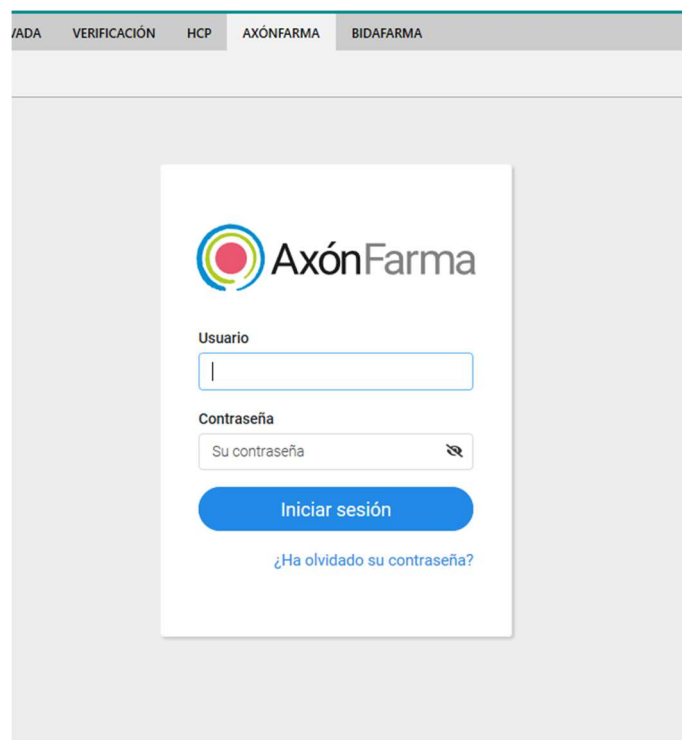 VADA VERIFICACIÓN HCP AXÓNFARMA BIDAFARMA
AxónFarma
Usuario
Contraseña
Su contraseña
Iniciar sesión
¿Ha olvidado su contraseña?